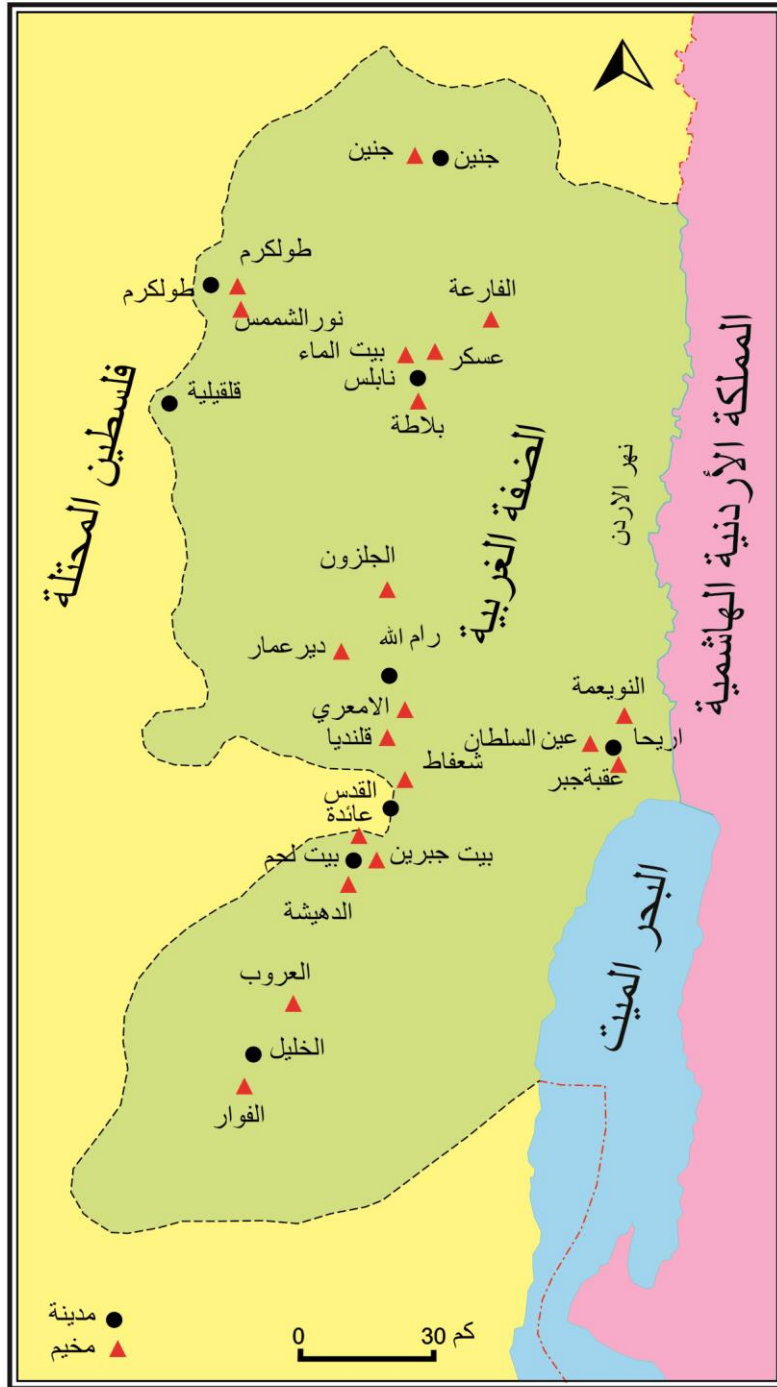 جنين
جنين
طولكرم
طولكرم
نور الشممس
الفارعة
عسكر
بيت الماء
نابلس
بلاطة
قلقيلية
فلسطين المحتلة
الضفة الغربية
نهر الاردن
المملكة الأردنية الهاشمية
الجلزون
رام الله
دير عمار
الامعري
قلنديا
شعفاط
النويعمة
اريحا
عين السلطان
عقبة جبر
القدس
عائدة
بيت لحم
بيت جبرين
الدهيشة
العروب
الخليل
الفوار
البحر الميت
مدينة
مخيم
0 30 كم